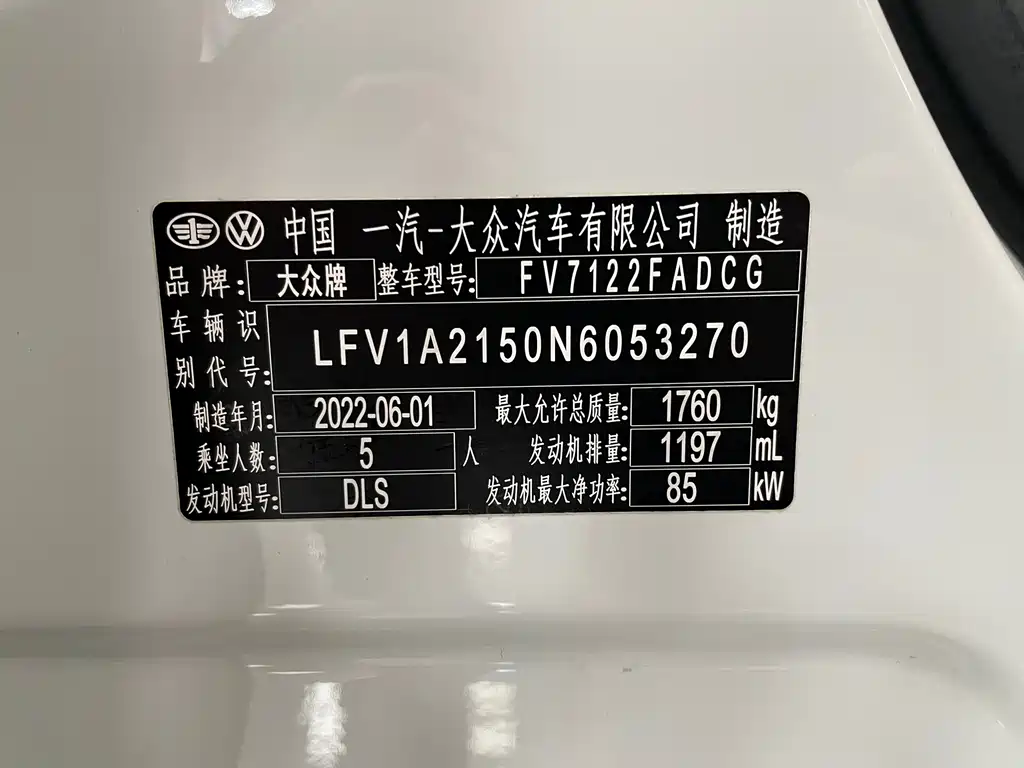 中国 一汽-大众汽车有限公司 制造
品牌: 大众牌 整车型号: FV7122FADCG
车辆识别代号: LFV1A2150N6053270
制造年月: 2022-06-01 最大允许总质量: 1760 kg
乘坐人数: 5 人 发动机排量: 1197 mL
发动机型号: DLS 发动机最大净功率: 85 kW